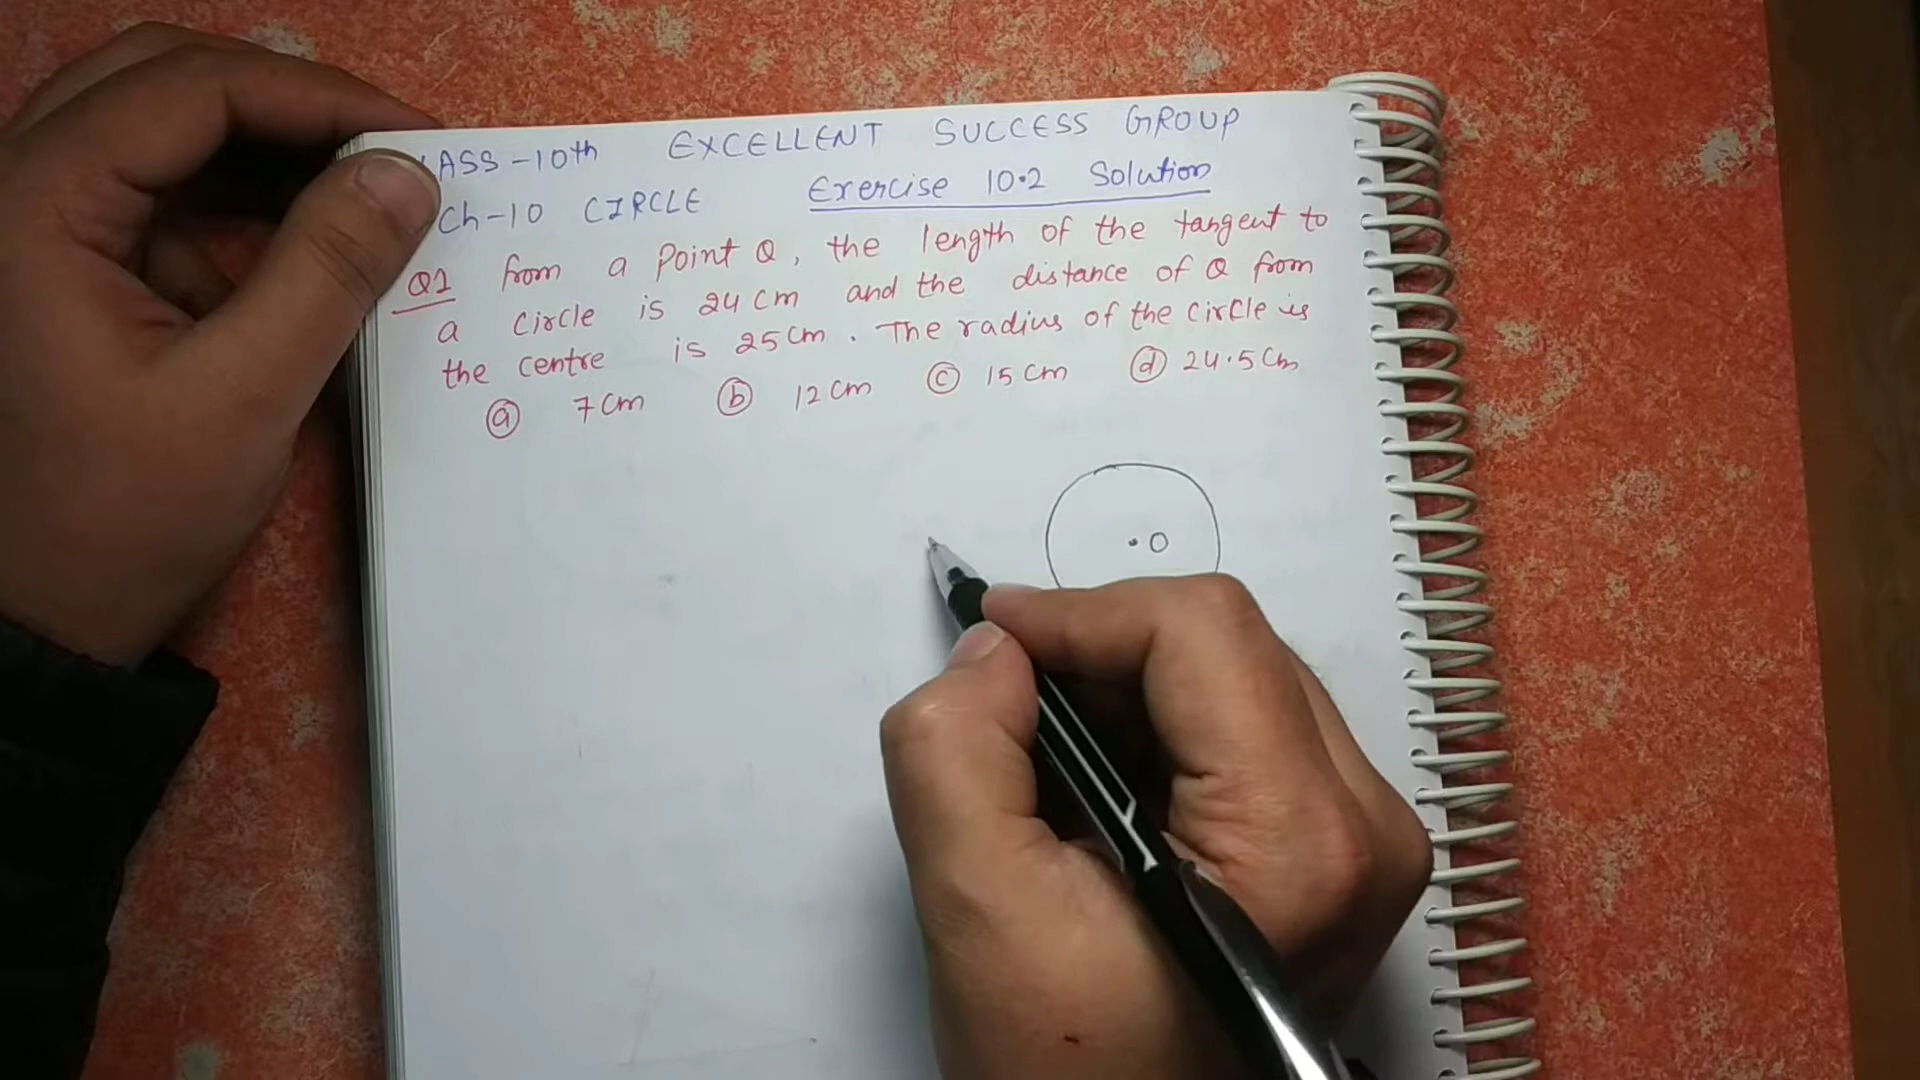 LASS-10th EXCELLENT SUCCESS GROUP
Ch-10 CIRCLE Exercise 10.2 Solution
Q1 from a Point Q, the length of the tangent to
a circle is 24 cm and the distance of Q from
the centre is 25 cm. The radius of the circle is
(a) 7 cm (b) 12 cm (c) 15 cm (d) 24.5 cm
O